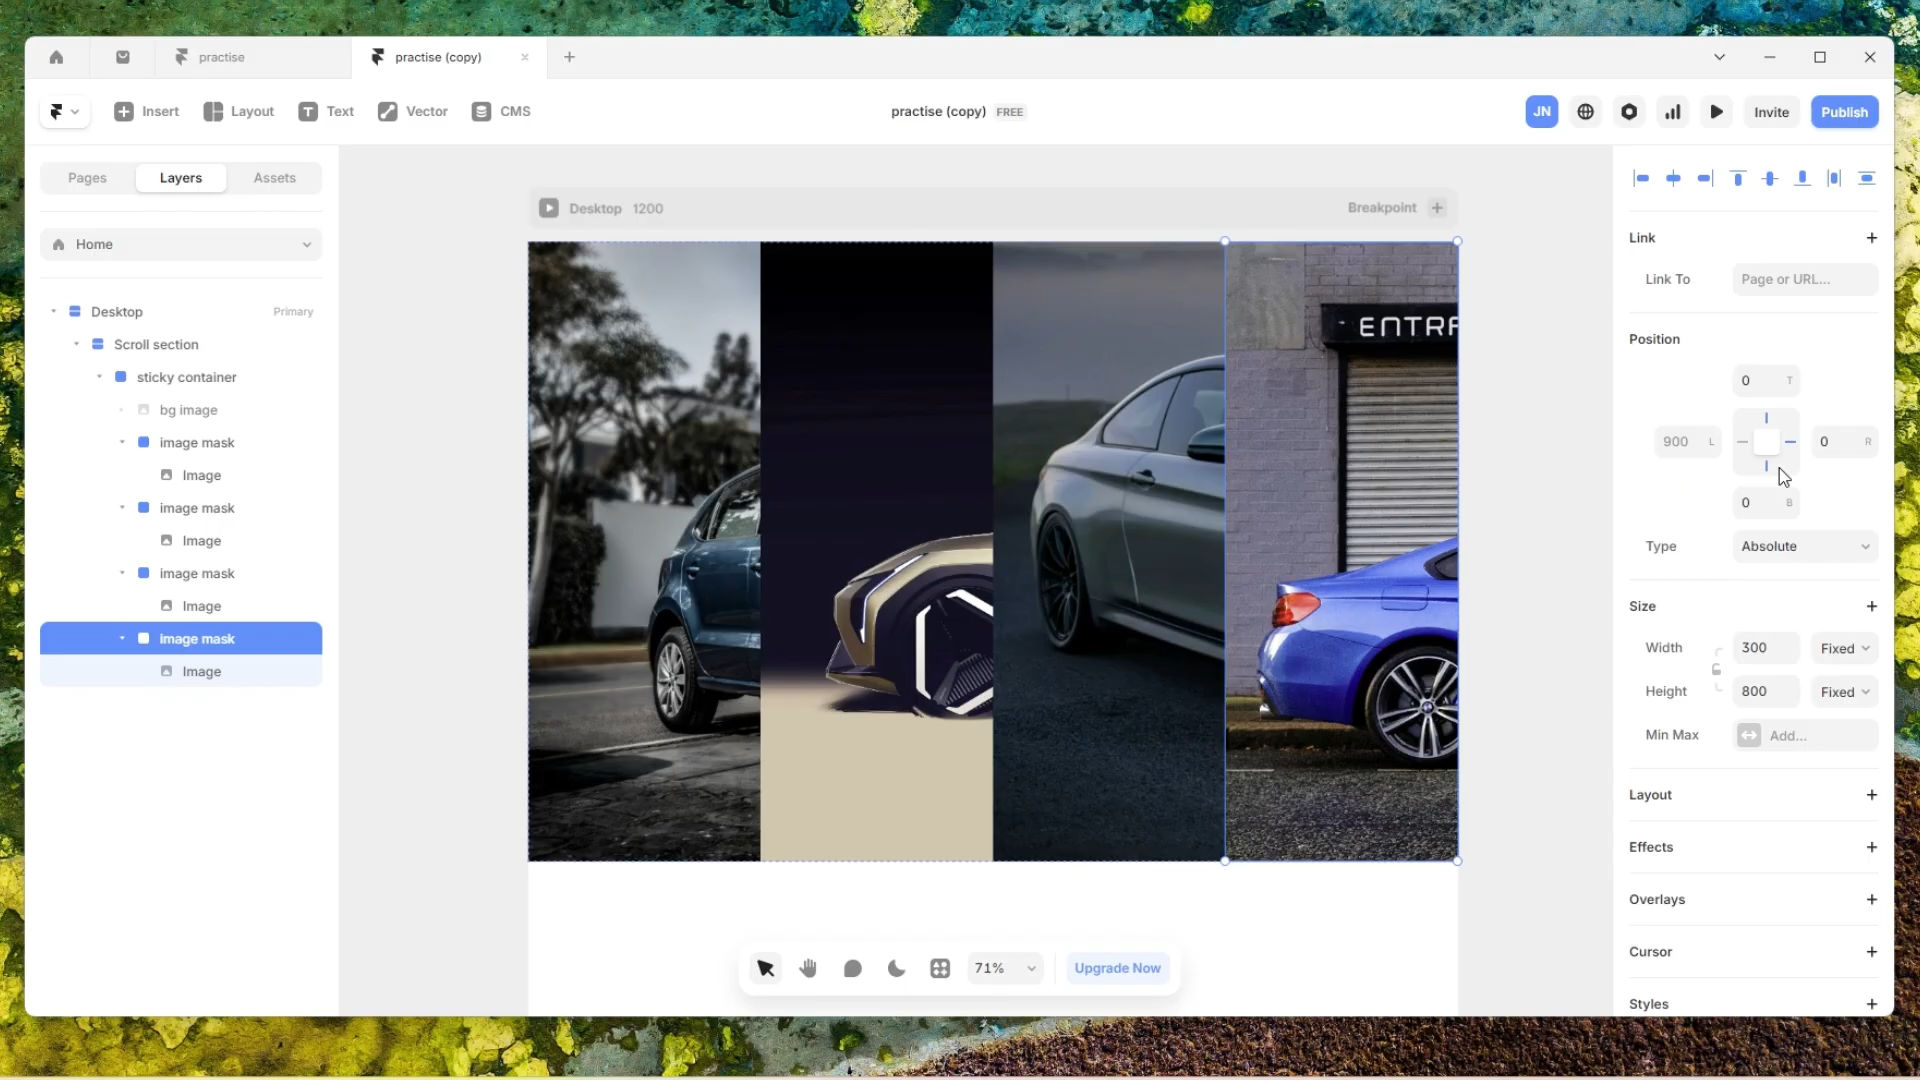 practise
practise (copy)
Insert
Layout
Text
Vector
CMS
practise (copy) FREE
JN
Invite
Publish
Pages
Layers
Assets
Home
Desktop Primary
Scroll section
sticky container
bg image
image mask
Image
image mask
Image
image mask
Image
image mask
Image
Desktop 1200
Breakpoint
ENTR
71%
Upgrade Now
Link
Link To Page or URL...
Position
0 T
900 L
0 R
0 B
Type Absolute
Size
Width 300 Fixed
Height 800 Fixed
Min Max Add...
Layout
Effects
Overlays
Cursor
Styles